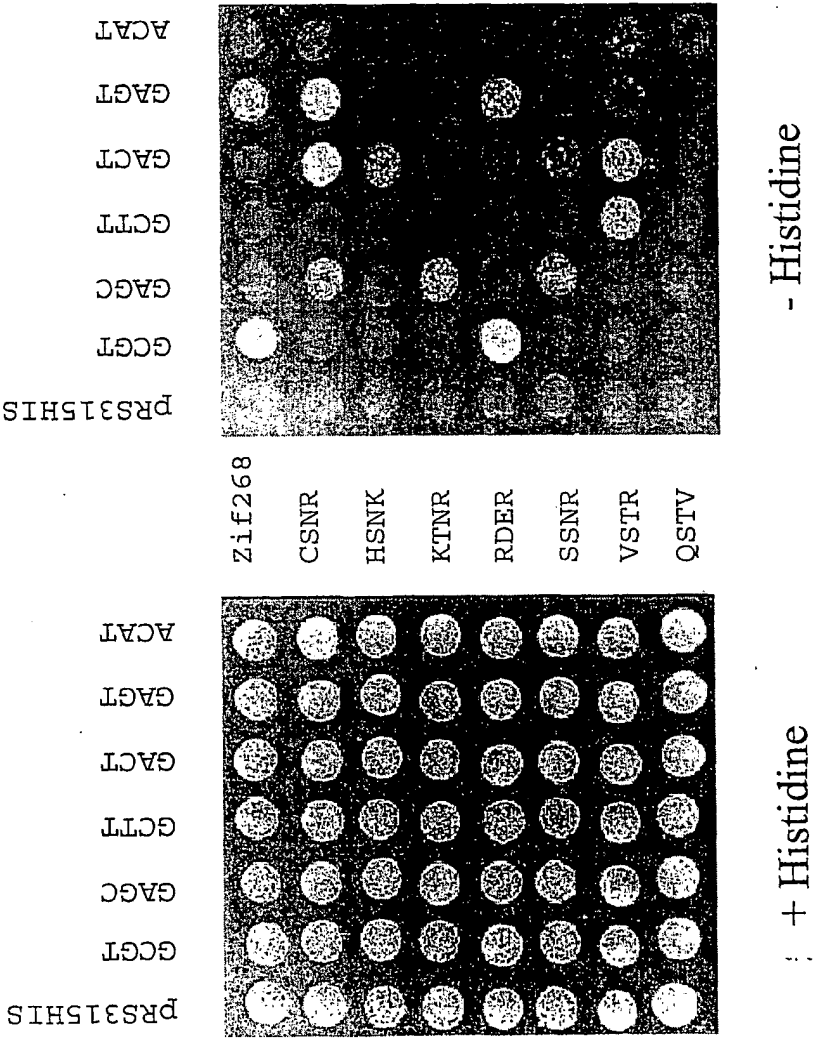 ACAT
GAGT
GACT
GCTT
GAGC
GCGT
pRS315HIS
- Histidine
Zif268
CSNR
HSNK
KTNR
RDER
SSNR
VSTR
QSTV
ACAT
GAGT
GACT
GCTT
GAGC
GCGT
pRS315HIS
+ Histidine